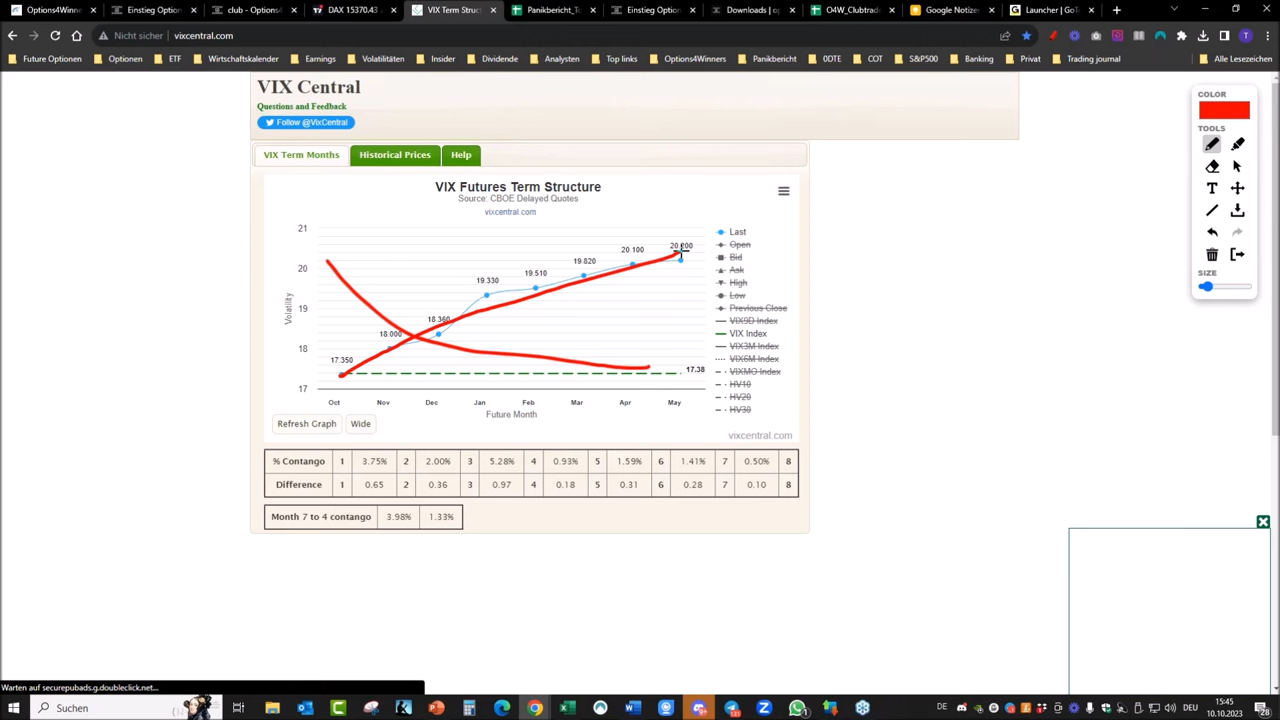 Options4Winne
Einstieg Option
club - Options4
DAX 15370.43
VIX Term Struct
Panikbericht_To
Einstieg Option
Downloads | op
O4W_Clubtrade
Google Notizen
Launcher | GoTo
Nicht sicher | vixcentral.com
Future Optionen
Optionen
ETF
Wirtschaftskalender
Earnings
Volatilitäten
Insider
Dividende
Analysten
Top links
Options4Winners
Panikbericht
0DTE
COT
S&P500
Banking
Privat
Trading journal
Alle Lesezeichen
VIX Central
Questions and Feedback
Follow @VixCentral
VIX Term Months
Historical Prices
Help
VIX Futures Term Structure
Source: CBOE Delayed Quotes
vixcentral.com
21
20
19
18
17
Volatility
17.350
18.000
18.360
19.330
19.510
19.820
20.100
20.200
17.38
Oct Nov Dec Jan Feb Mar Apr May
Future Month
Last
Open
Bid
Ask
High
Low
Previous Close
VIX9D Index
VIX Index
VIX3M Index
VIX6M Index
VIXMO Index
HV10
HV20
HV30
Refresh Graph
Wide
vixcentral.com
% Contango 1 3.75% 2 2.00% 3 5.28% 4 0.93% 5 1.59% 6 1.41% 7 0.50% 8
Difference 1 0.65 2 0.36 3 0.97 4 0.18 5 0.31 6 0.28 7 0.10 8
Month 7 to 4 contango 3.98% 1.33%
COLOR
TOOLS
SIZE
Warten auf securepubads.g.doubleclick.net...
Suchen
DE
15:45
10.10.2023